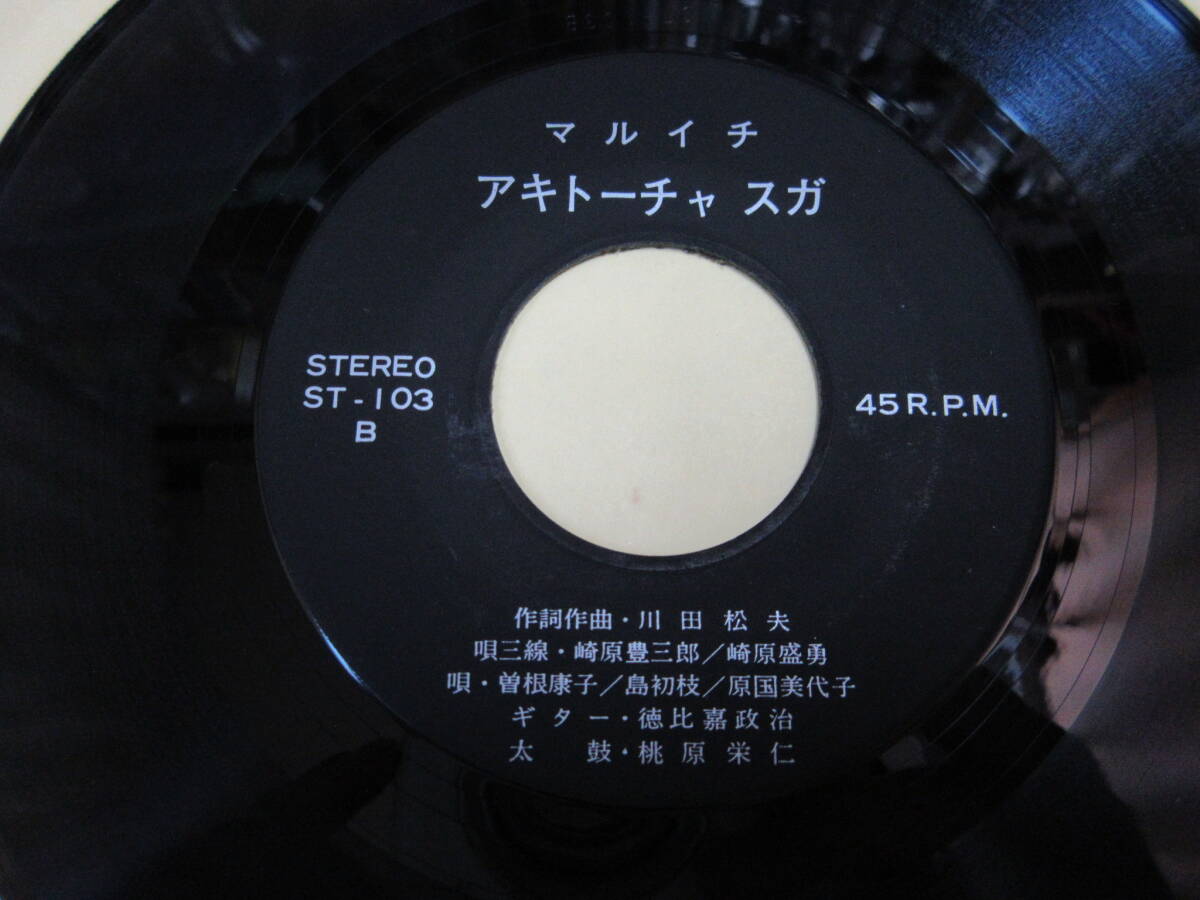 マルイチ
アキトーチャ スガ
STEREO
ST-103
B
45 R.P.M.
作詞作曲・川田松夫
唄三線・崎原豊三郎／崎原盛勇
唄・曽根康子／島初枝／原国美代子
ギター・徳比嘉政治
太鼓・桃原栄仁